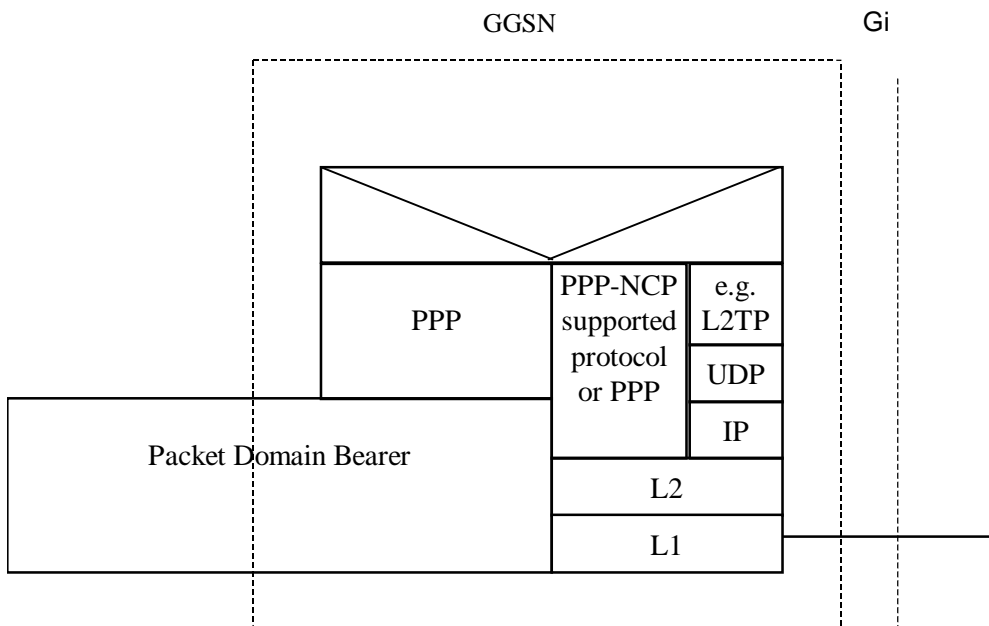 GGSN
Gi
PPP
PPP-NCP
supported
protocol
or PPP
e.g.
L2TP
UDP
IP
Packet Domain Bearer
L2
L1